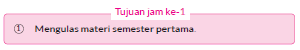 Tujuan jam ke-1
① Mengulas materi semester pertama.